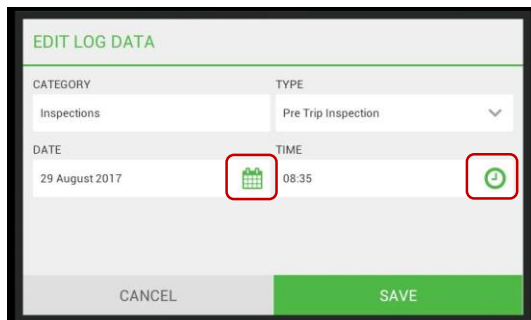 EDIT LOG DATA
CATEGORY TYPE
Inspections Pre Trip Inspection
DATE TIME
29 August 2017 08:35
CANCEL SAVE